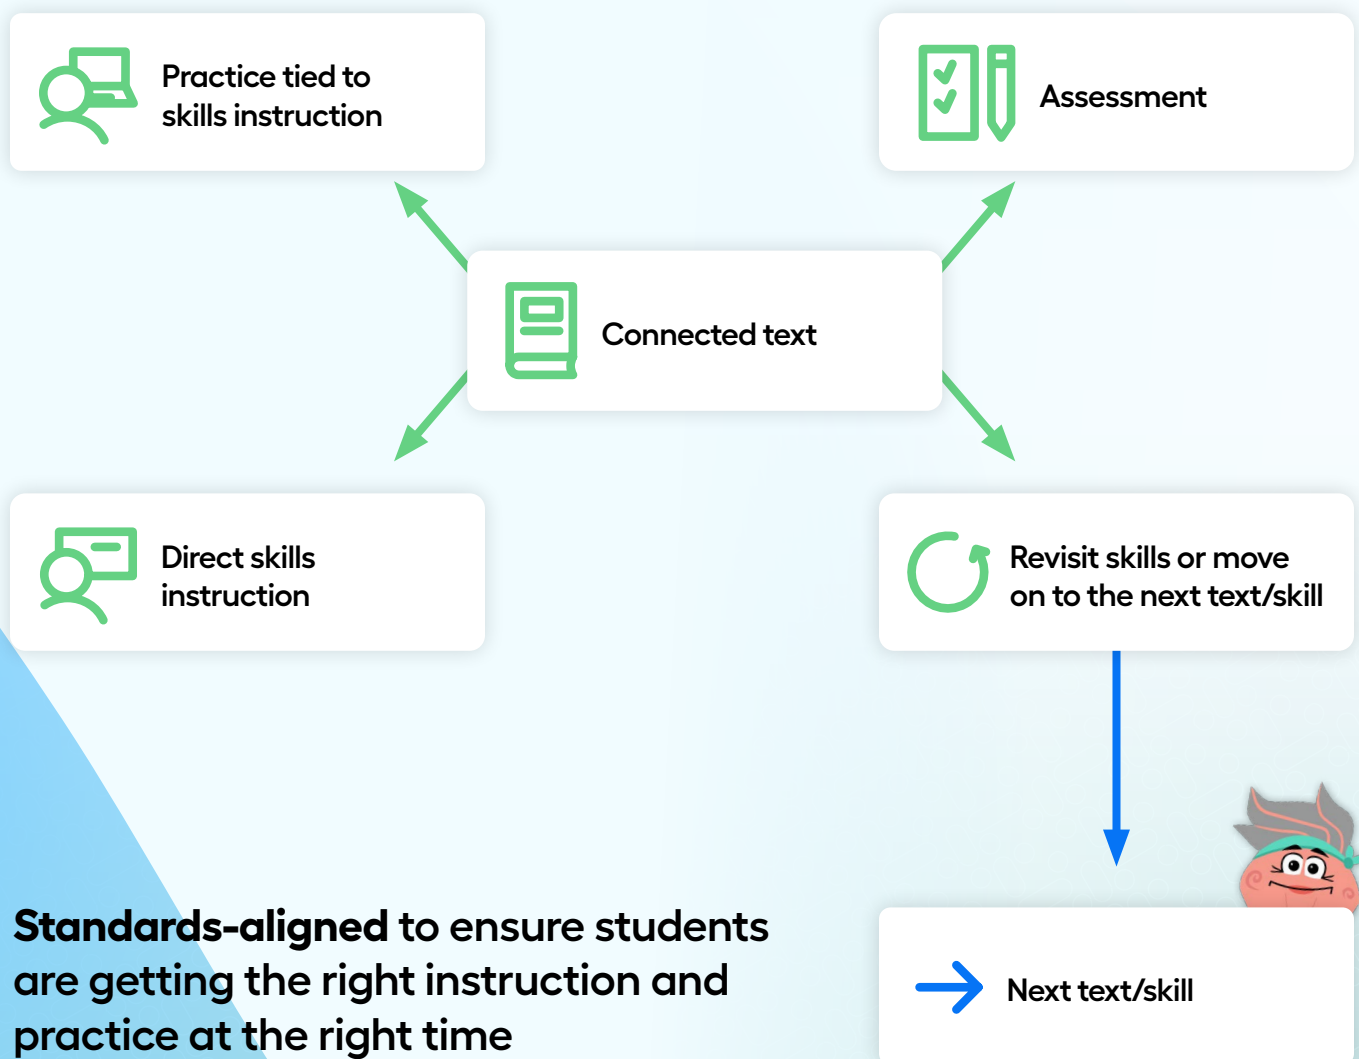 Practice tied to
skills instruction
Assessment
Connected text
Direct skills
instruction
Revisit skills or move
on to the next text/skill
Standards-aligned to ensure students
are getting the right instruction and
practice at the right time
Next text/skill